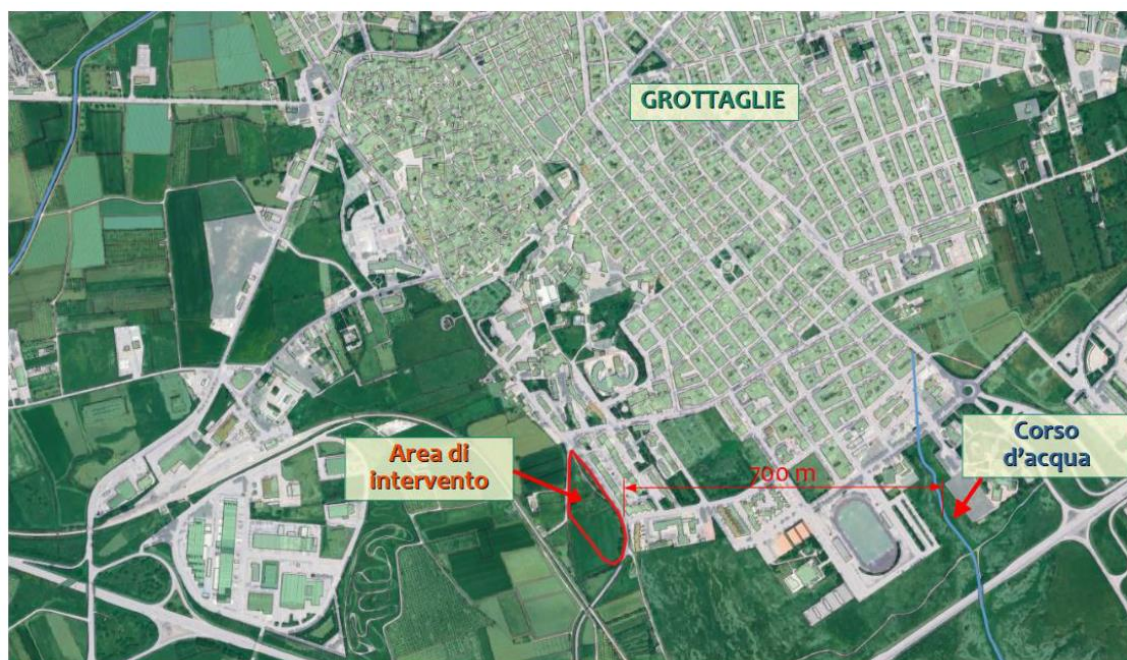 GROTTAGLIE
Area di
intervento
700 m
Corso
d'acqua